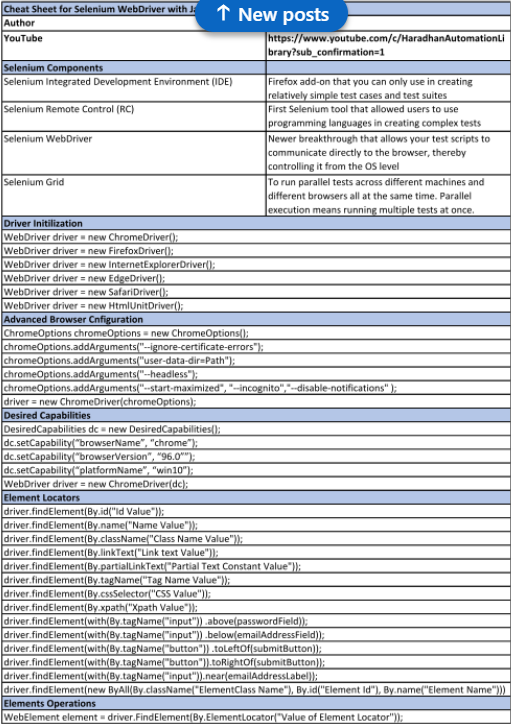 ↑ New posts
Cheat Sheet for Selenium WebDriver with
Author
YouTube
https://www.youtube.com/c/HaradhanAutomationLi
brary?sub_confirmation=1
Selenium Components
Selenium Integrated Development Environment (IDE)
Firefox add-on that you can only use in creating
relatively simple test cases and test suites
Selenium Remote Control (RC)
First Selenium tool that allowed users to use
programming languages in creating complex tests
Selenium WebDriver
Newer breakthrough that allows your test scripts to
communicate directly to the browser, thereby
controlling it from the OS level
Selenium Grid
To run parallel tests across different machines and
different browsers all at the same time. Parallel
execution means running multiple tests at once.
Driver Initilization
WebDriver driver = new ChromeDriver();
WebDriver driver = new FirefoxDriver();
WebDriver driver = new InternetExplorerDriver();
WebDriver driver = new EdgeDriver();
WebDriver driver = new SafariDriver();
WebDriver driver = new HtmlUnitDriver();
Advanced Browser Cnfiguration
ChromeOptions chromeOptions = new ChromeOptions();
chromeOptions.addArguments("--ignore-certificate-errors");
chromeOptions.addArguments("user-data-dir=Path");
chromeOptions.addArguments("--headless");
chromeOptions.addArguments("--start-maximized", "--incognito","--disable-notifications" );
driver = new ChromeDriver(chromeOptions);
Desired Capabilities
DesiredCapabilities dc = new DesiredCapabilities();
dc.setCapability(“browserName”, “chrome”);
dc.setCapability(“browserVersion”, “96.0””);
dc.setCapability(“platformName”, “win10”);
WebDriver driver = new ChromeDriver(dc);
Element Locators
driver.findElement(By.id("Id Value"));
driver.findElement(By.name("Name Value"));
driver.findElement(By.className("Class Name Value"));
driver.findElement(By.linkText("Link text Value"));
driver.findElement(By.partialLinkText("Partial Text Constant Value"));
driver.findElement(By.tagName("Tag Name Value"));
driver.findElement(By.cssSelector("CSS Value"));
driver.findElement(By.xpath("Xpath Value"));
driver.findElement(with(By.tagName("input")) .above(passwordField));
driver.findElement(with(By.tagName("input")) .below(emailAddressField));
driver.findElement(with(By.tagName("button")) .toLeftOf(submitButton));
driver.findElement(with(By.tagName("button")).toRightOf(submitButton));
driver.findElement(with(By.tagName("input")).near(emailAddressLabel));
driver.findElement(new ByAll(By.className("ElementClass Name"), By.id("Element Id"), By.name("Element Name")))
Elements Operations
WebElement element = driver.FindElement(By.ElementLocator("Value of Element Locator"));